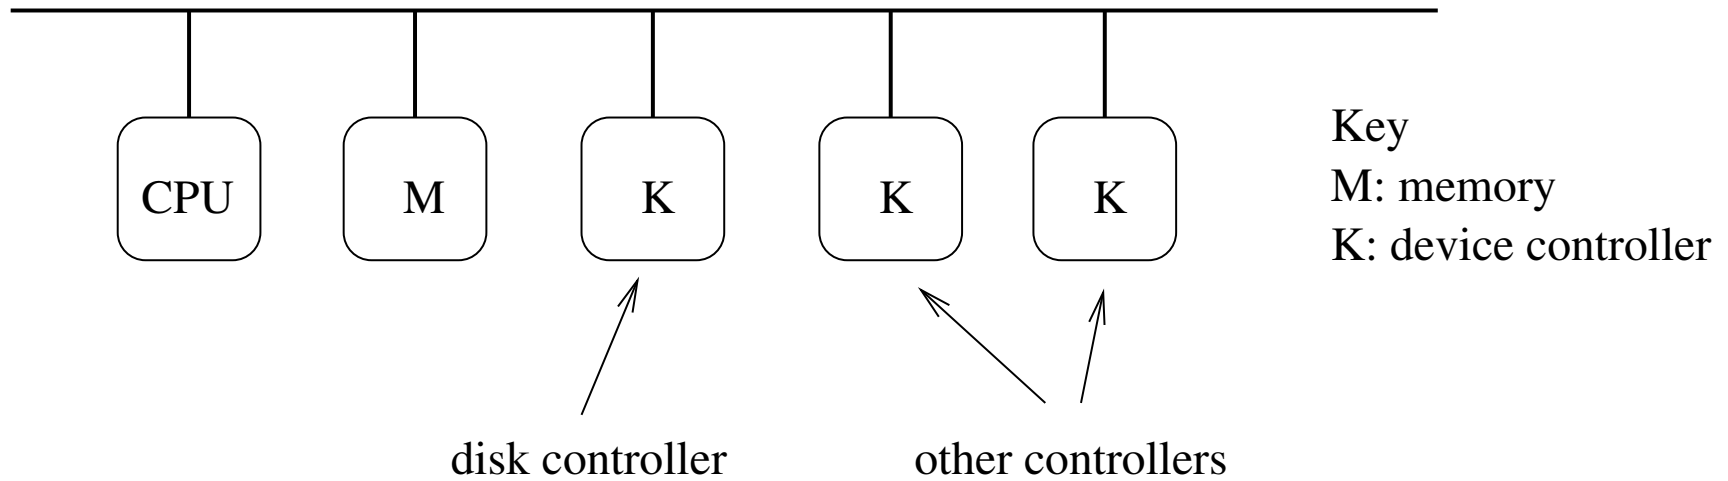 CPU
M
K
K
K
Key
M: memory
K: device controller
disk controller
other controllers